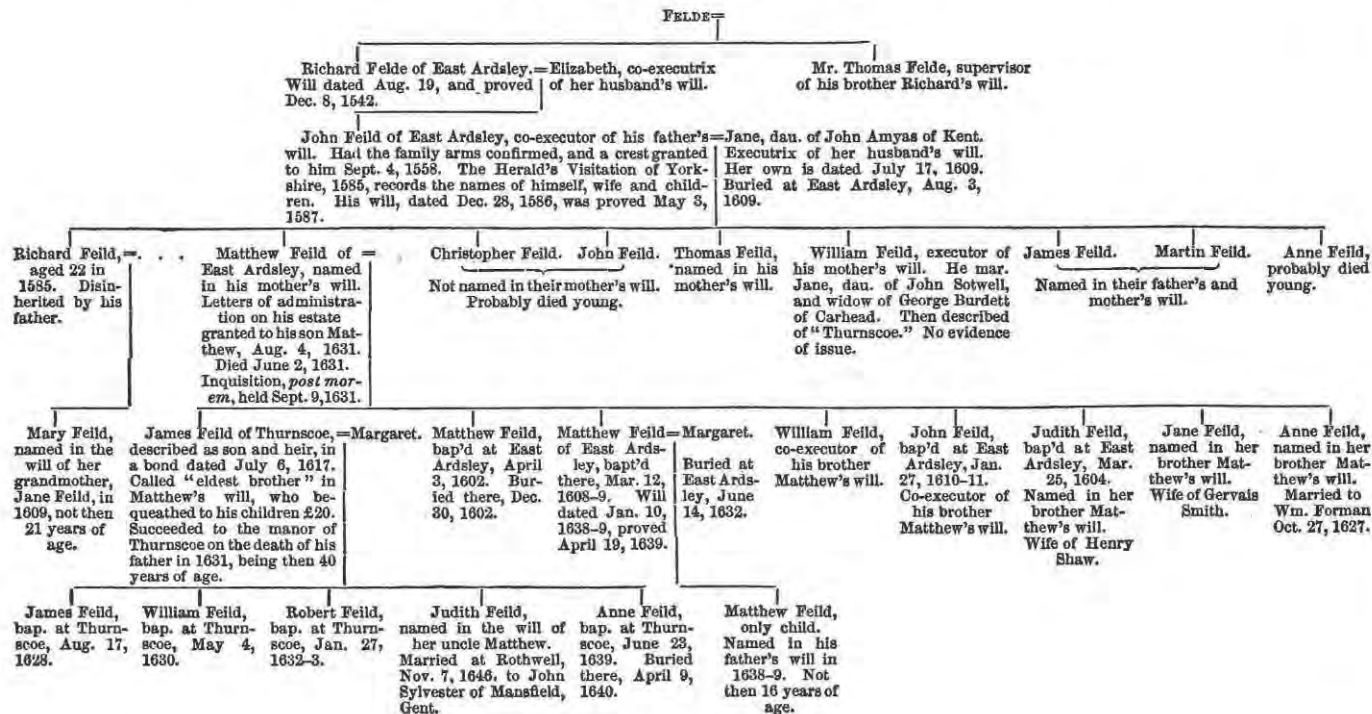 FELDE=
Richard Felde of East Ardsley.=Elizabeth, co-executrix
Will dated Aug. 19, and proved of her husband's will.
Dec. 8, 1542.
Mr. Thomas Felde, supervisor
of his brother Richard's will.
John Feild of East Ardsley, co-executor of his father's=Jane, dau. of John Amyas of Kent.
will. Had the family arms confirmed, and a crest granted
to him Sept. 4, 1558. The Herald's Visitation of York-
shire, 1585, records the names of himself, wife and child-
ren. His will, dated Dec. 28, 1586, was proved May 3,
1587.
Executrix of her husband's will.
Her own is dated July 17, 1609.
Buried at East Ardsley, Aug. 3,
1609.
Richard Feild,=. . .
aged 22 in
1585. Disin-
herited by his
father.
Matthew Feild of =
East Ardsley, named
in his mother's will.
Letters of administra-
tion on his estate
granted to his son Mat-
thew, Aug. 4, 1631.
Died June 2, 1631.
Inquisition, post mor-
em, held Sept. 9,1631.
Christopher Feild. John Feild.
Not named in their mother's will.
Probably died young.
Thomas Feild,
named in his
mother's will.
William Feild, executor of
his mother's will. He mar.
Jane, dau. of John Sotwell,
and widow of George Burdett
of Carhead. Then described
of "Thurnscoe." No evidence
of issue.
James Feild. Martin Feild.
Named in their father's and
mother's will.
Anne Feild,
probably died
young.
Mary Feild,
named in the
will of her
grandmother,
Jane Feild, in
1609, not then
21 years of
age.
James Feild of Thurnscoe,=Margaret.
described as son and heir, in
a bond dated July 6, 1617.
Called "eldest brother" in
Matthew's will, who be-
queathed to his children £20.
Succeeded to the manor of
Thurnscoe on the death of his
father in 1631, being then 40
years of age.
Matthew Feild,
bap'd at East
Ardsley, April
3, 1602. Bur-
ied there, Dec.
30, 1602.
Matthew Feild=Margaret.
of East Ards-
ley, bapt'd
there, Mar. 12,
1608-9. Will
dated Jan. 10,
1638-9, proved
April 19, 1639.
Buried at
East Ards-
ley, June
14, 1632.
William Feild,
co-executor of
his brother
Matthew's will.
John Feild,
bap'd at East
Ardsley, Jan.
27, 1610-11.
Co-executor of
his brother
Matthew's will.
Judith Feild,
bap'd at East
Ardsley, Mar.
25, 1604.
Named in her
brother Mat-
thew's will.
Wife of Henry
Shaw.
Jane Feild,
named in her
brother Mat-
thew's will.
Wife of Gervais
Smith.
Anne Feild,
named in her
brother Mat-
thew's will.
Married to
Wm. Forman
Oct. 27, 1627.
James Feild,
bap. at Thurn-
scoe, Aug. 17,
1628.
William Feild,
bap. at Thurn-
scoe, May 4,
1630.
Robert Feild,
bap. at Thurn-
scoe, Jan. 27,
1632-3.
Judith Feild,
named in the will of
her uncle Matthew.
Married at Rothwell,
Nov. 7, 1646. to John
Sylvester of Mansfield,
Gent.
Anne Feild,
bap. at Thurn-
scoe, June 23,
1639. Buried
there, April 9,
1640.
Matthew Feild,
only child.
Named in his
father's will in
1638-9. Not
then 16 years of
age.